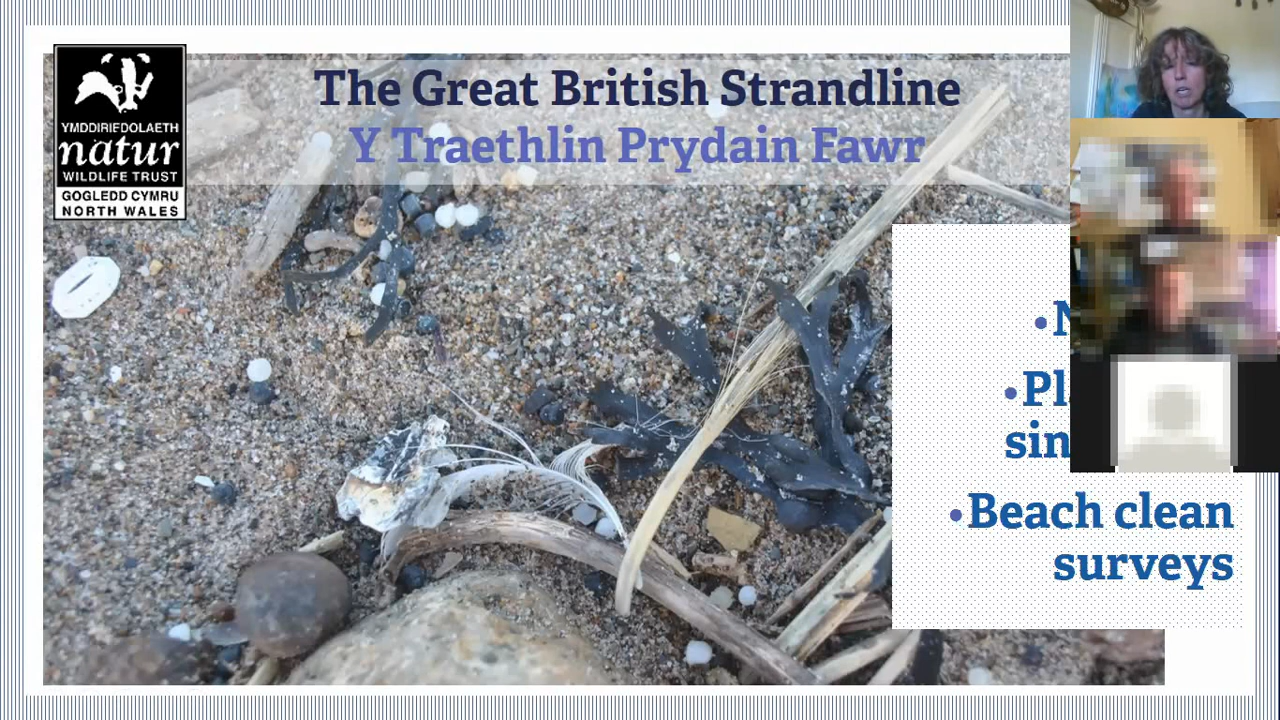 The Great British Strandline
Y Traethlin Prydain Fawr
YMDDIRIEDOLAETH
natur
WILDLIFE TRUST
GOGLEDD CYMRU
NORTH WALES
•Beach clean
surveys